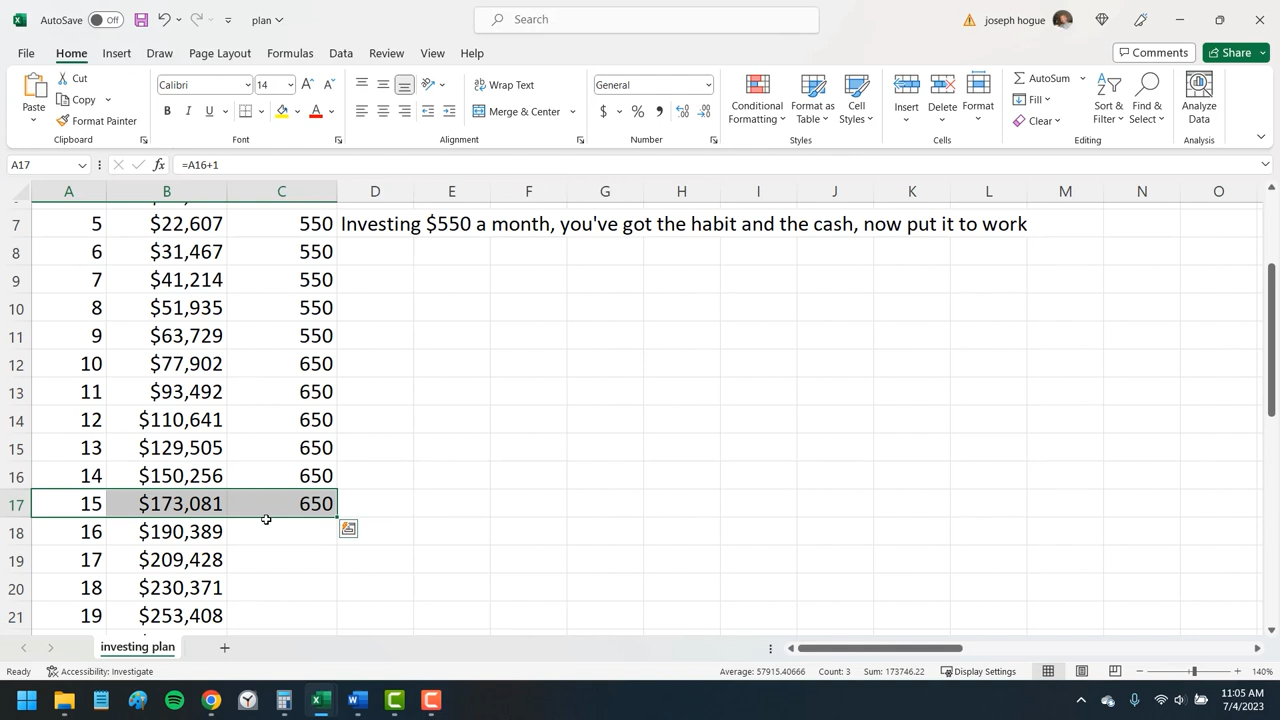 AutoSave Off plan Search joseph hogue
File Home Insert Draw Page Layout Formulas Data Review View Help Comments Share
Paste Cut Copy Format Painter Clipboard
Calibri 14 B I U Font
Wrap Text Merge & Center Alignment
General $ % , Number
Conditional Formatting Format as Table Cell Styles Styles
Insert Delete Format Cells
AutoSum Fill Clear Sort & Filter Find & Select Editing
Analyze Data Analysis
A17 fx =A16+1
A B C D E F G H I J K L M N O
7 5 $22,607 550 Investing $550 a month, you've got the habit and the cash, now put it to work
8 6 $31,467 550
9 7 $41,214 550
10 8 $51,935 550
11 9 $63,729 550
12 10 $77,902 650
13 11 $93,492 650
14 12 $110,641 650
15 13 $129,505 650
16 14 $150,256 650
17 15 $173,081 650
18 16 $190,389
19 17 $209,428
20 18 $230,371
21 19 $253,408
investing plan
Ready Accessibility: Investigate Average: 57915.40666 Count: 3 Sum: 173746.22 Display Settings 140%
11:05 AM
7/4/2023